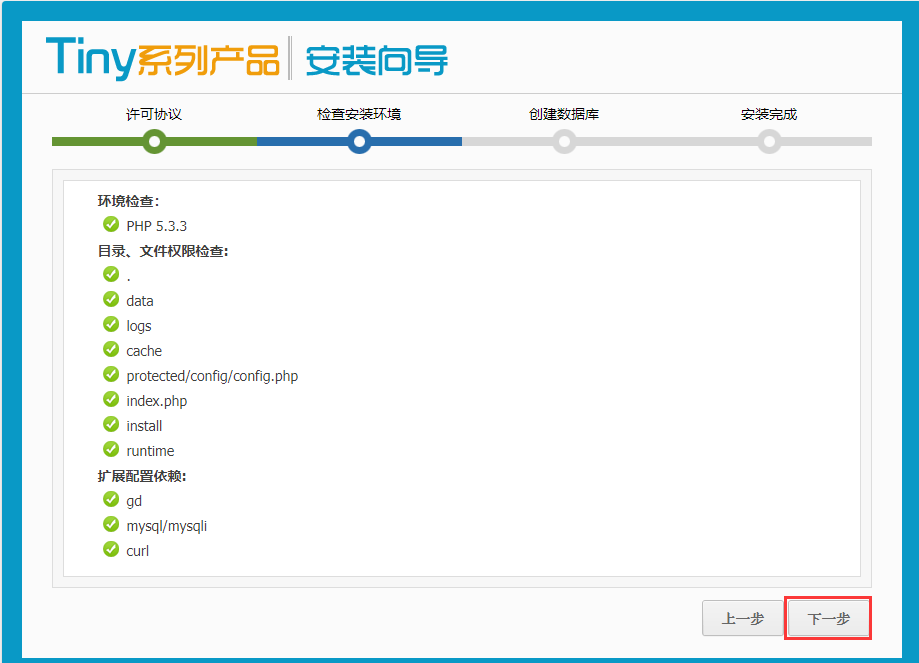 Tiny系列产品 安装向导
许可协议 检查安装环境 创建数据库 安装完成
环境检查：
PHP 5.3.3
目录、文件权限检查:
.
data
logs
cache
protected/config/config.php
index.php
install
runtime
扩展配置依赖:
gd
mysql/mysqli
curl
上一步 下一步